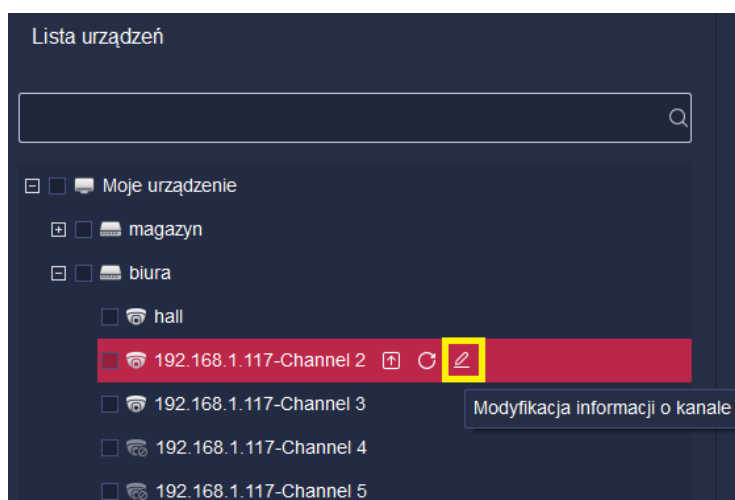 Lista urządzeń
Moje urządzenie
magazyn
biura
hall
192.168.1.117-Channel 2
192.168.1.117-Channel 3
Modyfikacja informacji o kanale
192.168.1.117-Channel 4
192.168.1.117-Channel 5